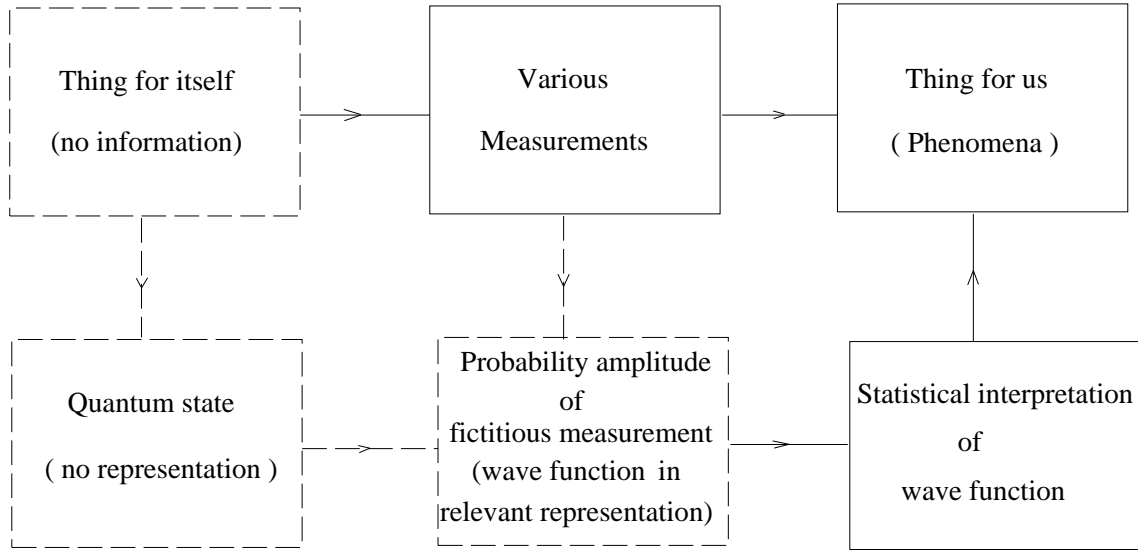 Thing for itself
(no information)
Various
Measurements
Thing for us
( Phenomena )
Quantum state
( no representation )
Probability amplitude
of
fictitious measurement
(wave function in
relevant representation)
Statistical interpretation
of
wave function